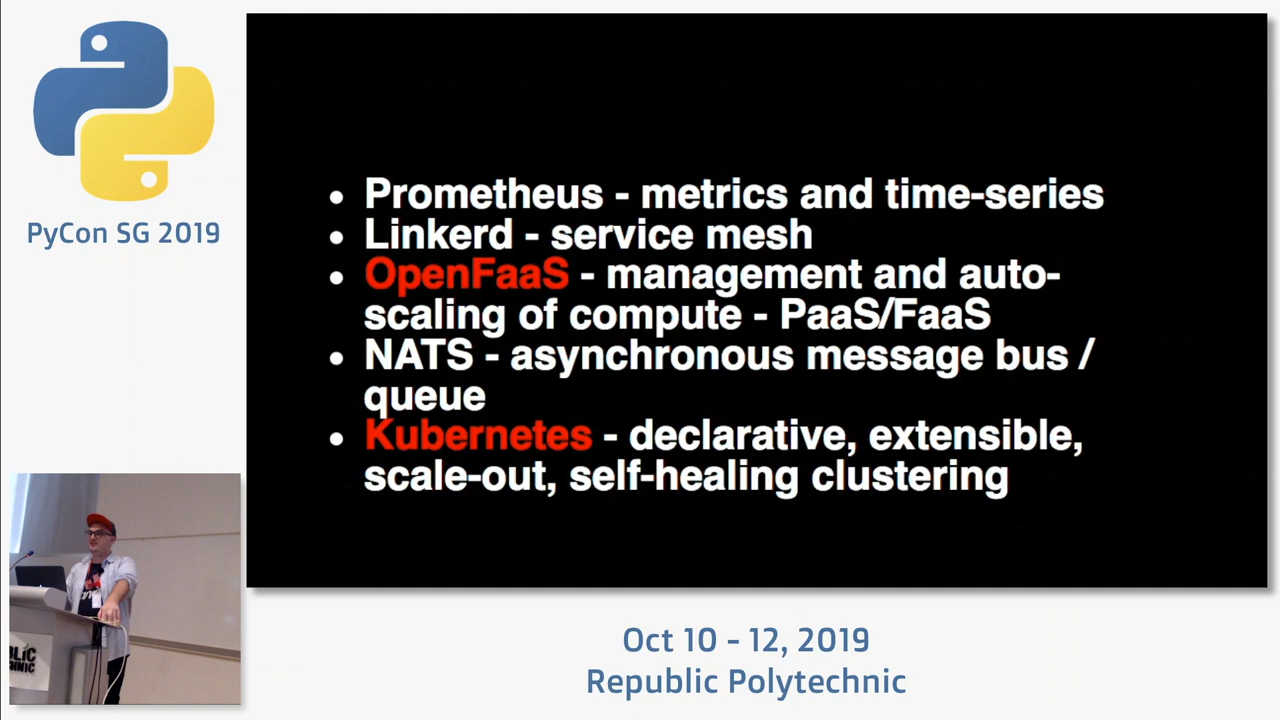 PyCon SG 2019
• Prometheus - metrics and time-series
• Linkerd - service mesh
• OpenFaaS - management and auto-
scaling of compute - PaaS/FaaS
• NATS - asynchronous message bus /
queue
• Kubernetes - declarative, extensible,
scale-out, self-healing clustering
BLIC
HNIC
Oct 10 - 12, 2019
Republic Polytechnic